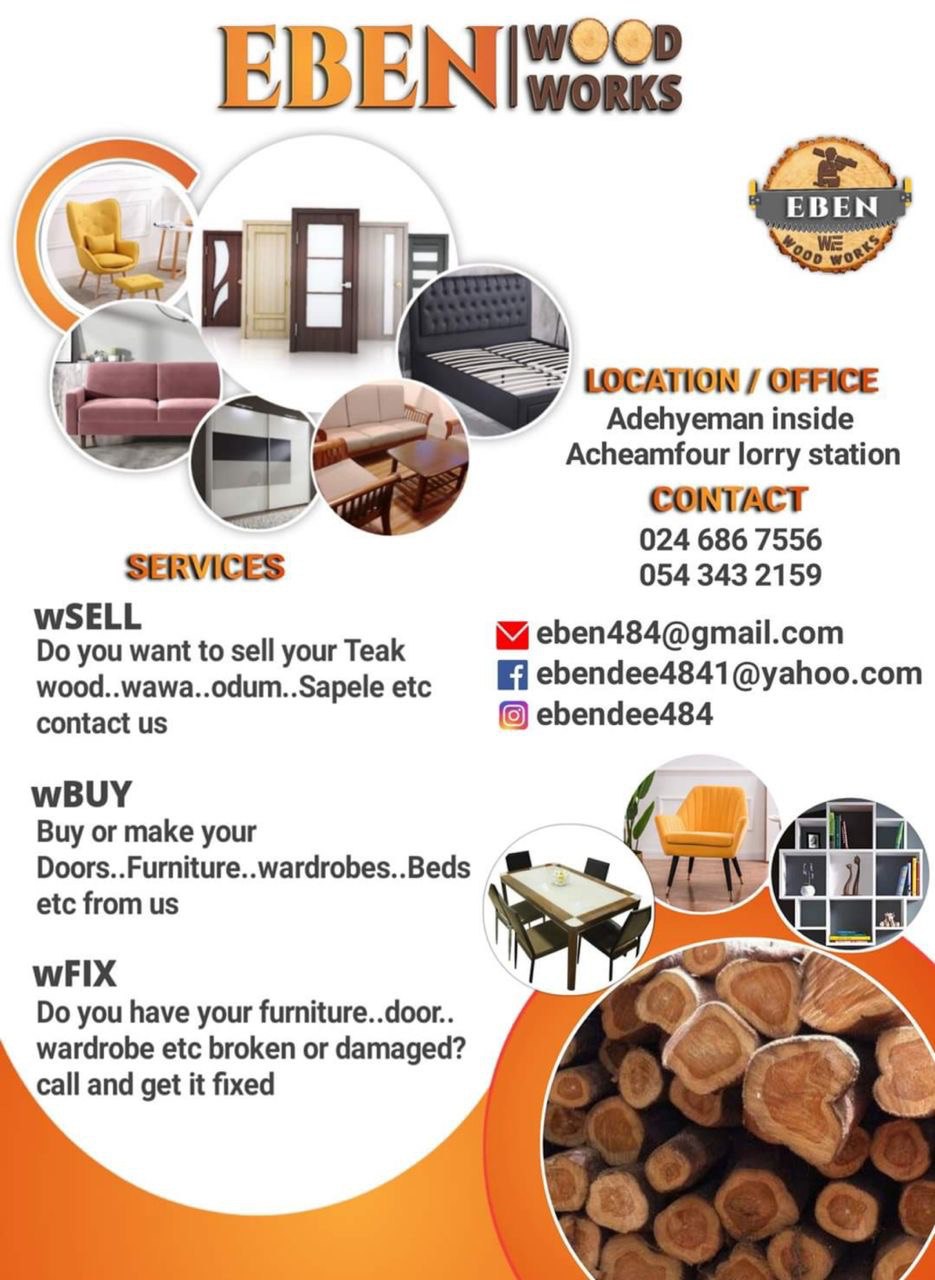 EBEN
WOOD
WORKS
EBEN
WE
WOOD WORKS
LOCATION / OFFICE
Adehyeman inside
Acheamfour lorry station
CONTACT
024 686 7556
054 343 2159
eben484@gmail.com
ebendee4841@yahoo.com
ebendee484
SERVICES
wSELL
Do you want to sell your Teak
wood..wawa..odum..Sapele etc
contact us
wBUY
Buy or make your
Doors..Furniture..wardrobes..Beds
etc from us
wFIX
Do you have your furniture..door..
wardrobe etc broken or damaged?
call and get it fixed